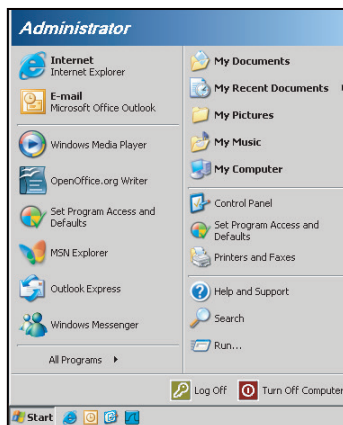 Administrator
Internet
Internet Explorer
E-mail
Microsoft Office Outlook
Windows Media Player
OpenOffice.org Writer
Set Program Access and
Defaults
MSN Explorer
Outlook Express
Windows Messenger
All Programs
My Documents
My Recent Documents
My Pictures
My Music
My Computer
Control Panel
Set Program Access and
Defaults
Printers and Faxes
Help and Support
Search
Run...
Log Off
Turn Off Computer
Start